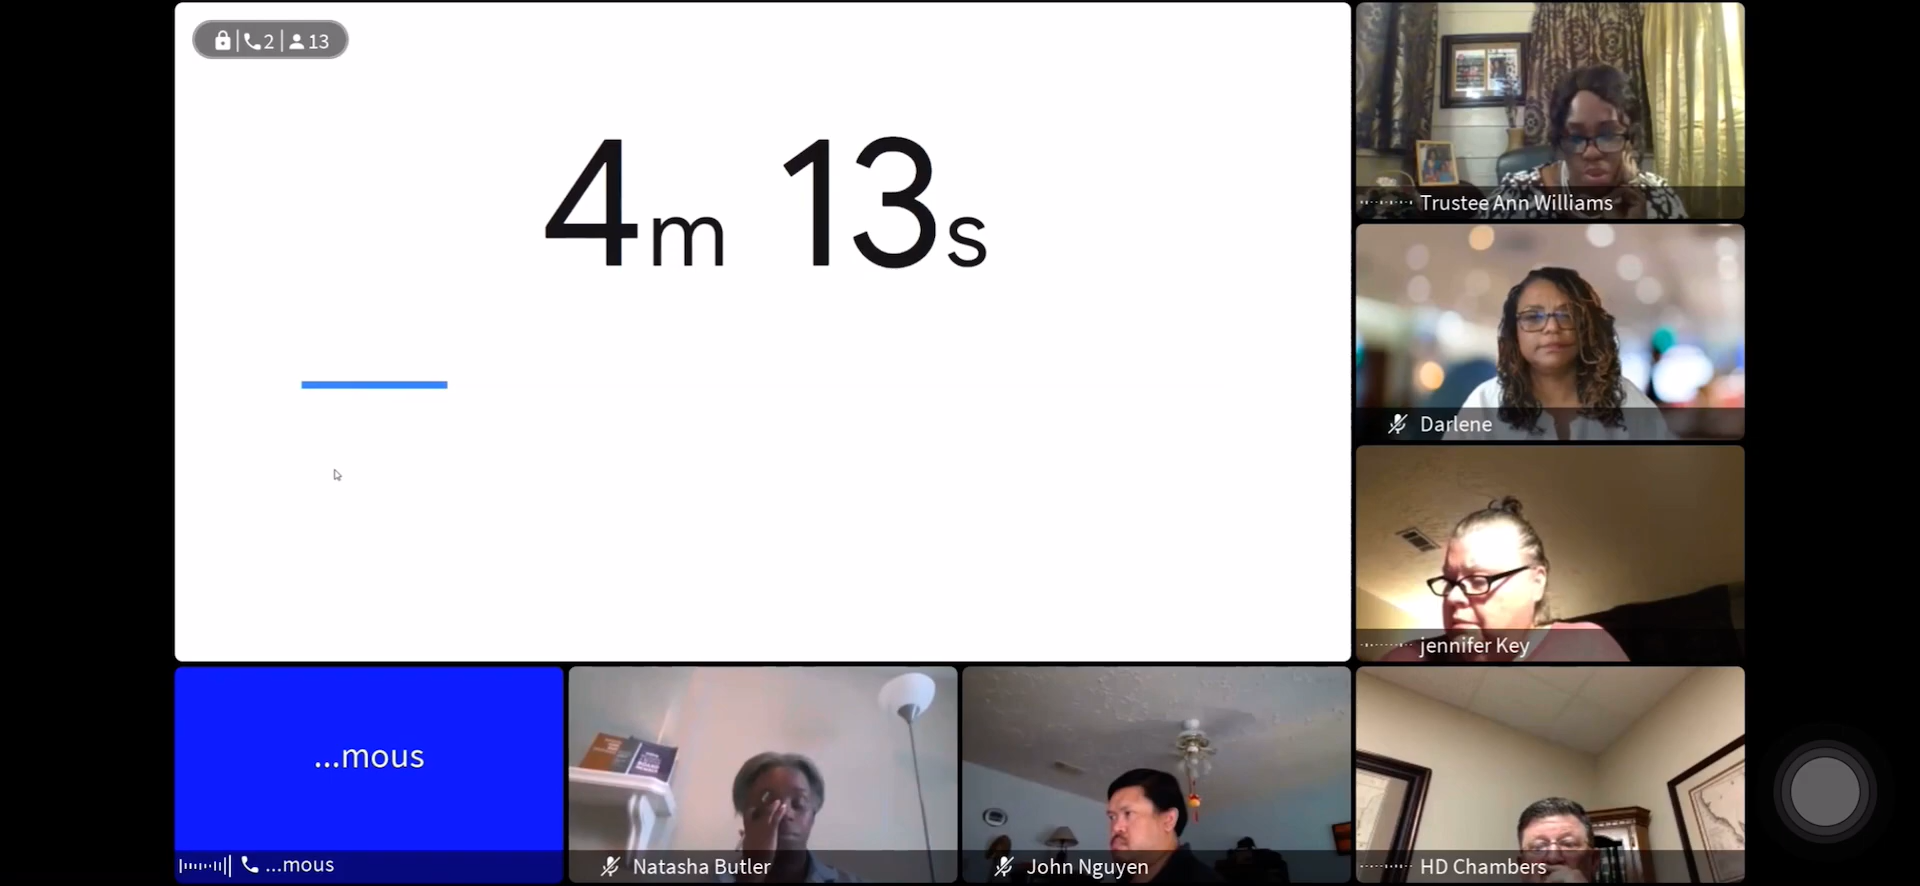 2 13
4m 13s
Trustee Ann Williams
Darlene
jennifer Key
...mous
...mous
Natasha Butler
John Nguyen
HD Chambers